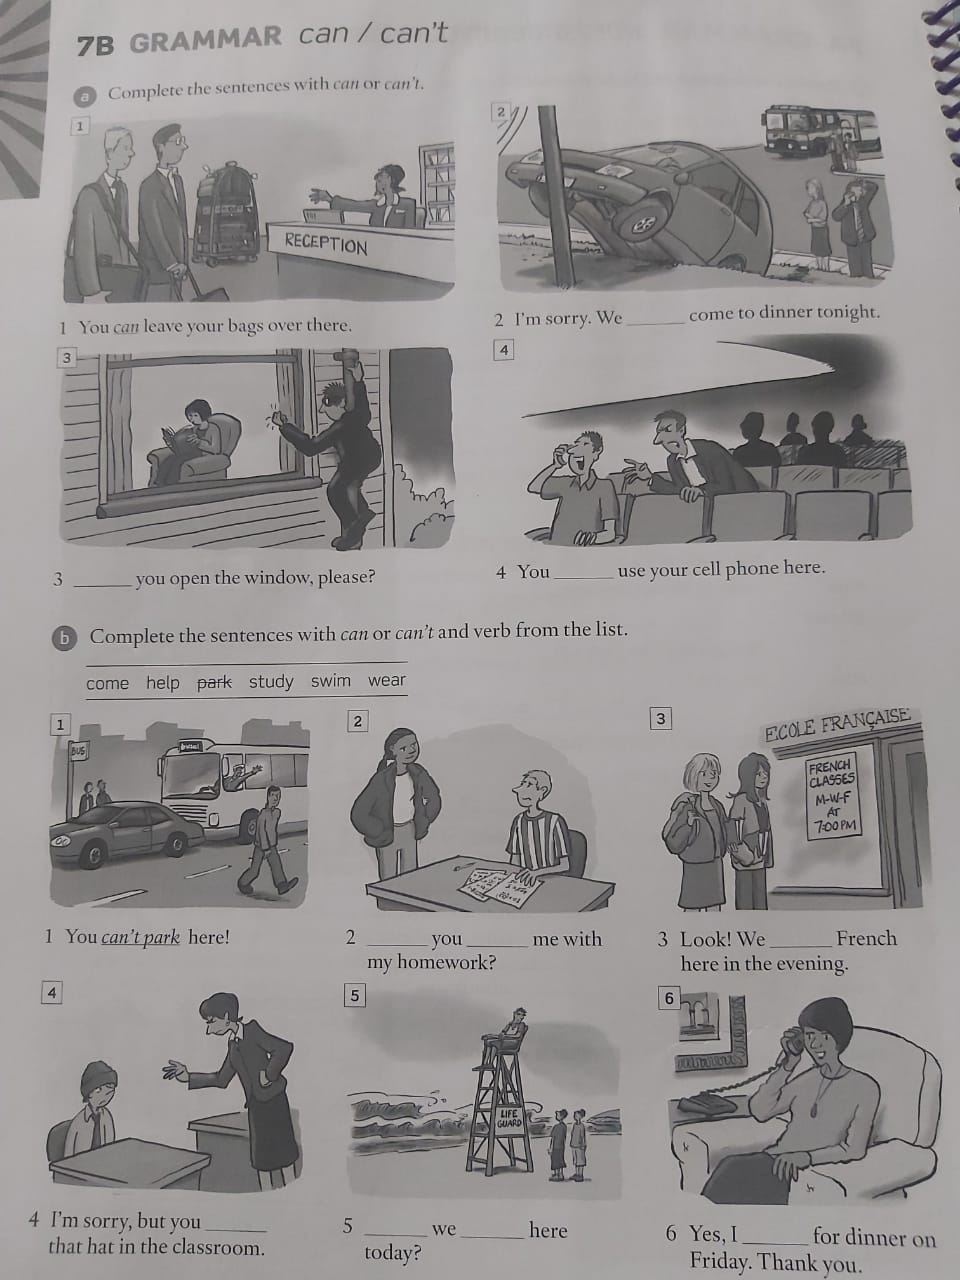 7B GRAMMAR can / can't
a Complete the sentences with can or can't.
1
RECEPTION
1 You can leave your bags over there.
2
2 I'm sorry. We ______ come to dinner tonight.
3
3 ______ you open the window, please?
4
4 You ______ use your cell phone here.
b Complete the sentences with can or can't and verb from the list.
come help park study swim wear
1
BUS
1 You can't park here!
2
2 ______ you ______ me with
my homework?
3
ECOLE FRANÇAISE
FRENCH
CLASSES
M-W-F
AT
7:00 PM
3 Look! We ______ French
here in the evening.
4
4 I'm sorry, but you ______
that hat in the classroom.
5
LIFE
GUARD
5 ______ we ______ here
today?
6
6 Yes, I ______ for dinner on
Friday. Thank you.